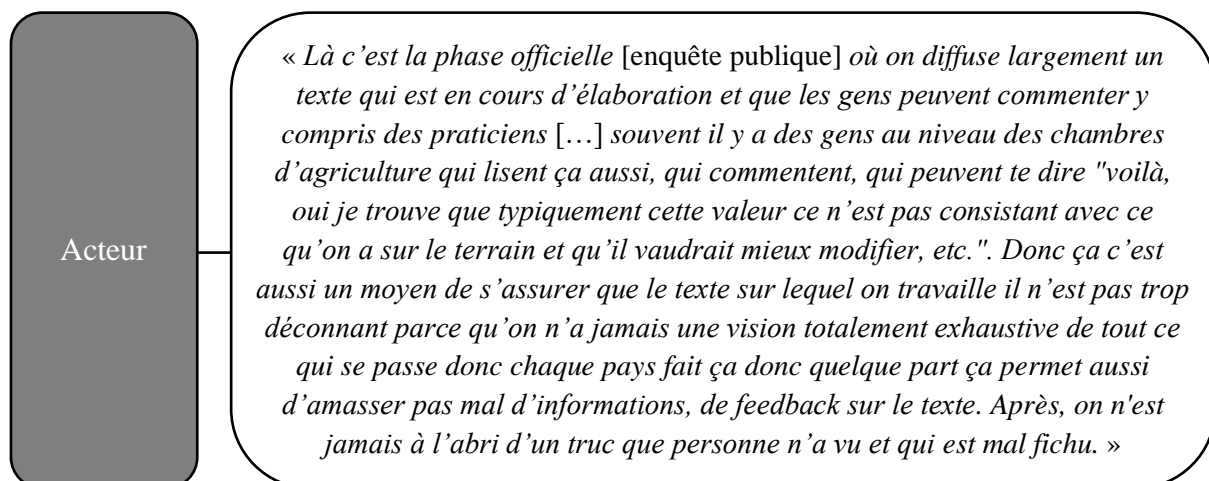 Acteur
« Là c’est la phase officielle [enquête publique] où on diffuse largement un
texte qui est en cours d’élaboration et que les gens peuvent commenter y
compris des praticiens […] souvent il y a des gens au niveau des chambres
d’agriculture qui lisent ça aussi, qui commentent, qui peuvent te dire "voilà,
oui je trouve que typiquement cette valeur ce n’est pas consistant avec ce
qu’on a sur le terrain et qu’il vaudrait mieux modifier, etc.". Donc ça c’est
aussi un moyen de s’assurer que le texte sur lequel on travaille il n’est pas trop
déconnant parce qu’on n’a jamais une vision totalement exhaustive de tout ce
qui se passe donc chaque pays fait ça donc quelque part ça permet aussi
d’amasser pas mal d’informations, de feedback sur le texte. Après, on n'est
jamais à l’abri d’un truc que personne n’a vu et qui est mal fichu. »